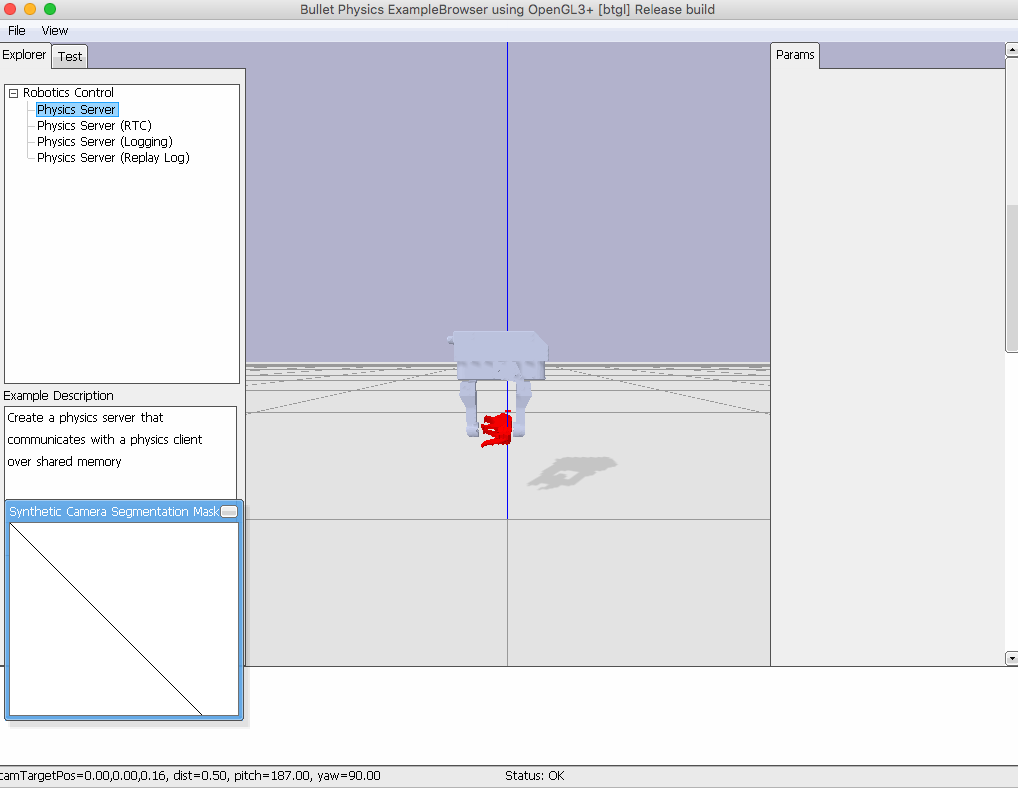 Bullet Physics ExampleBrowser using OpenGL3+ [btgl] Release build
File View
Explorer Test
Params
Robotics Control
Physics Server
Physics Server (RTC)
Physics Server (Logging)
Physics Server (Replay Log)
Example Description
Create a physics server that
communicates with a physics client
over shared memory
Synthetic Camera Segmentation Mask
camTargetPos=0.00,0.00,0.16, dist=0.50, pitch=187.00, yaw=90.00
Status: OK